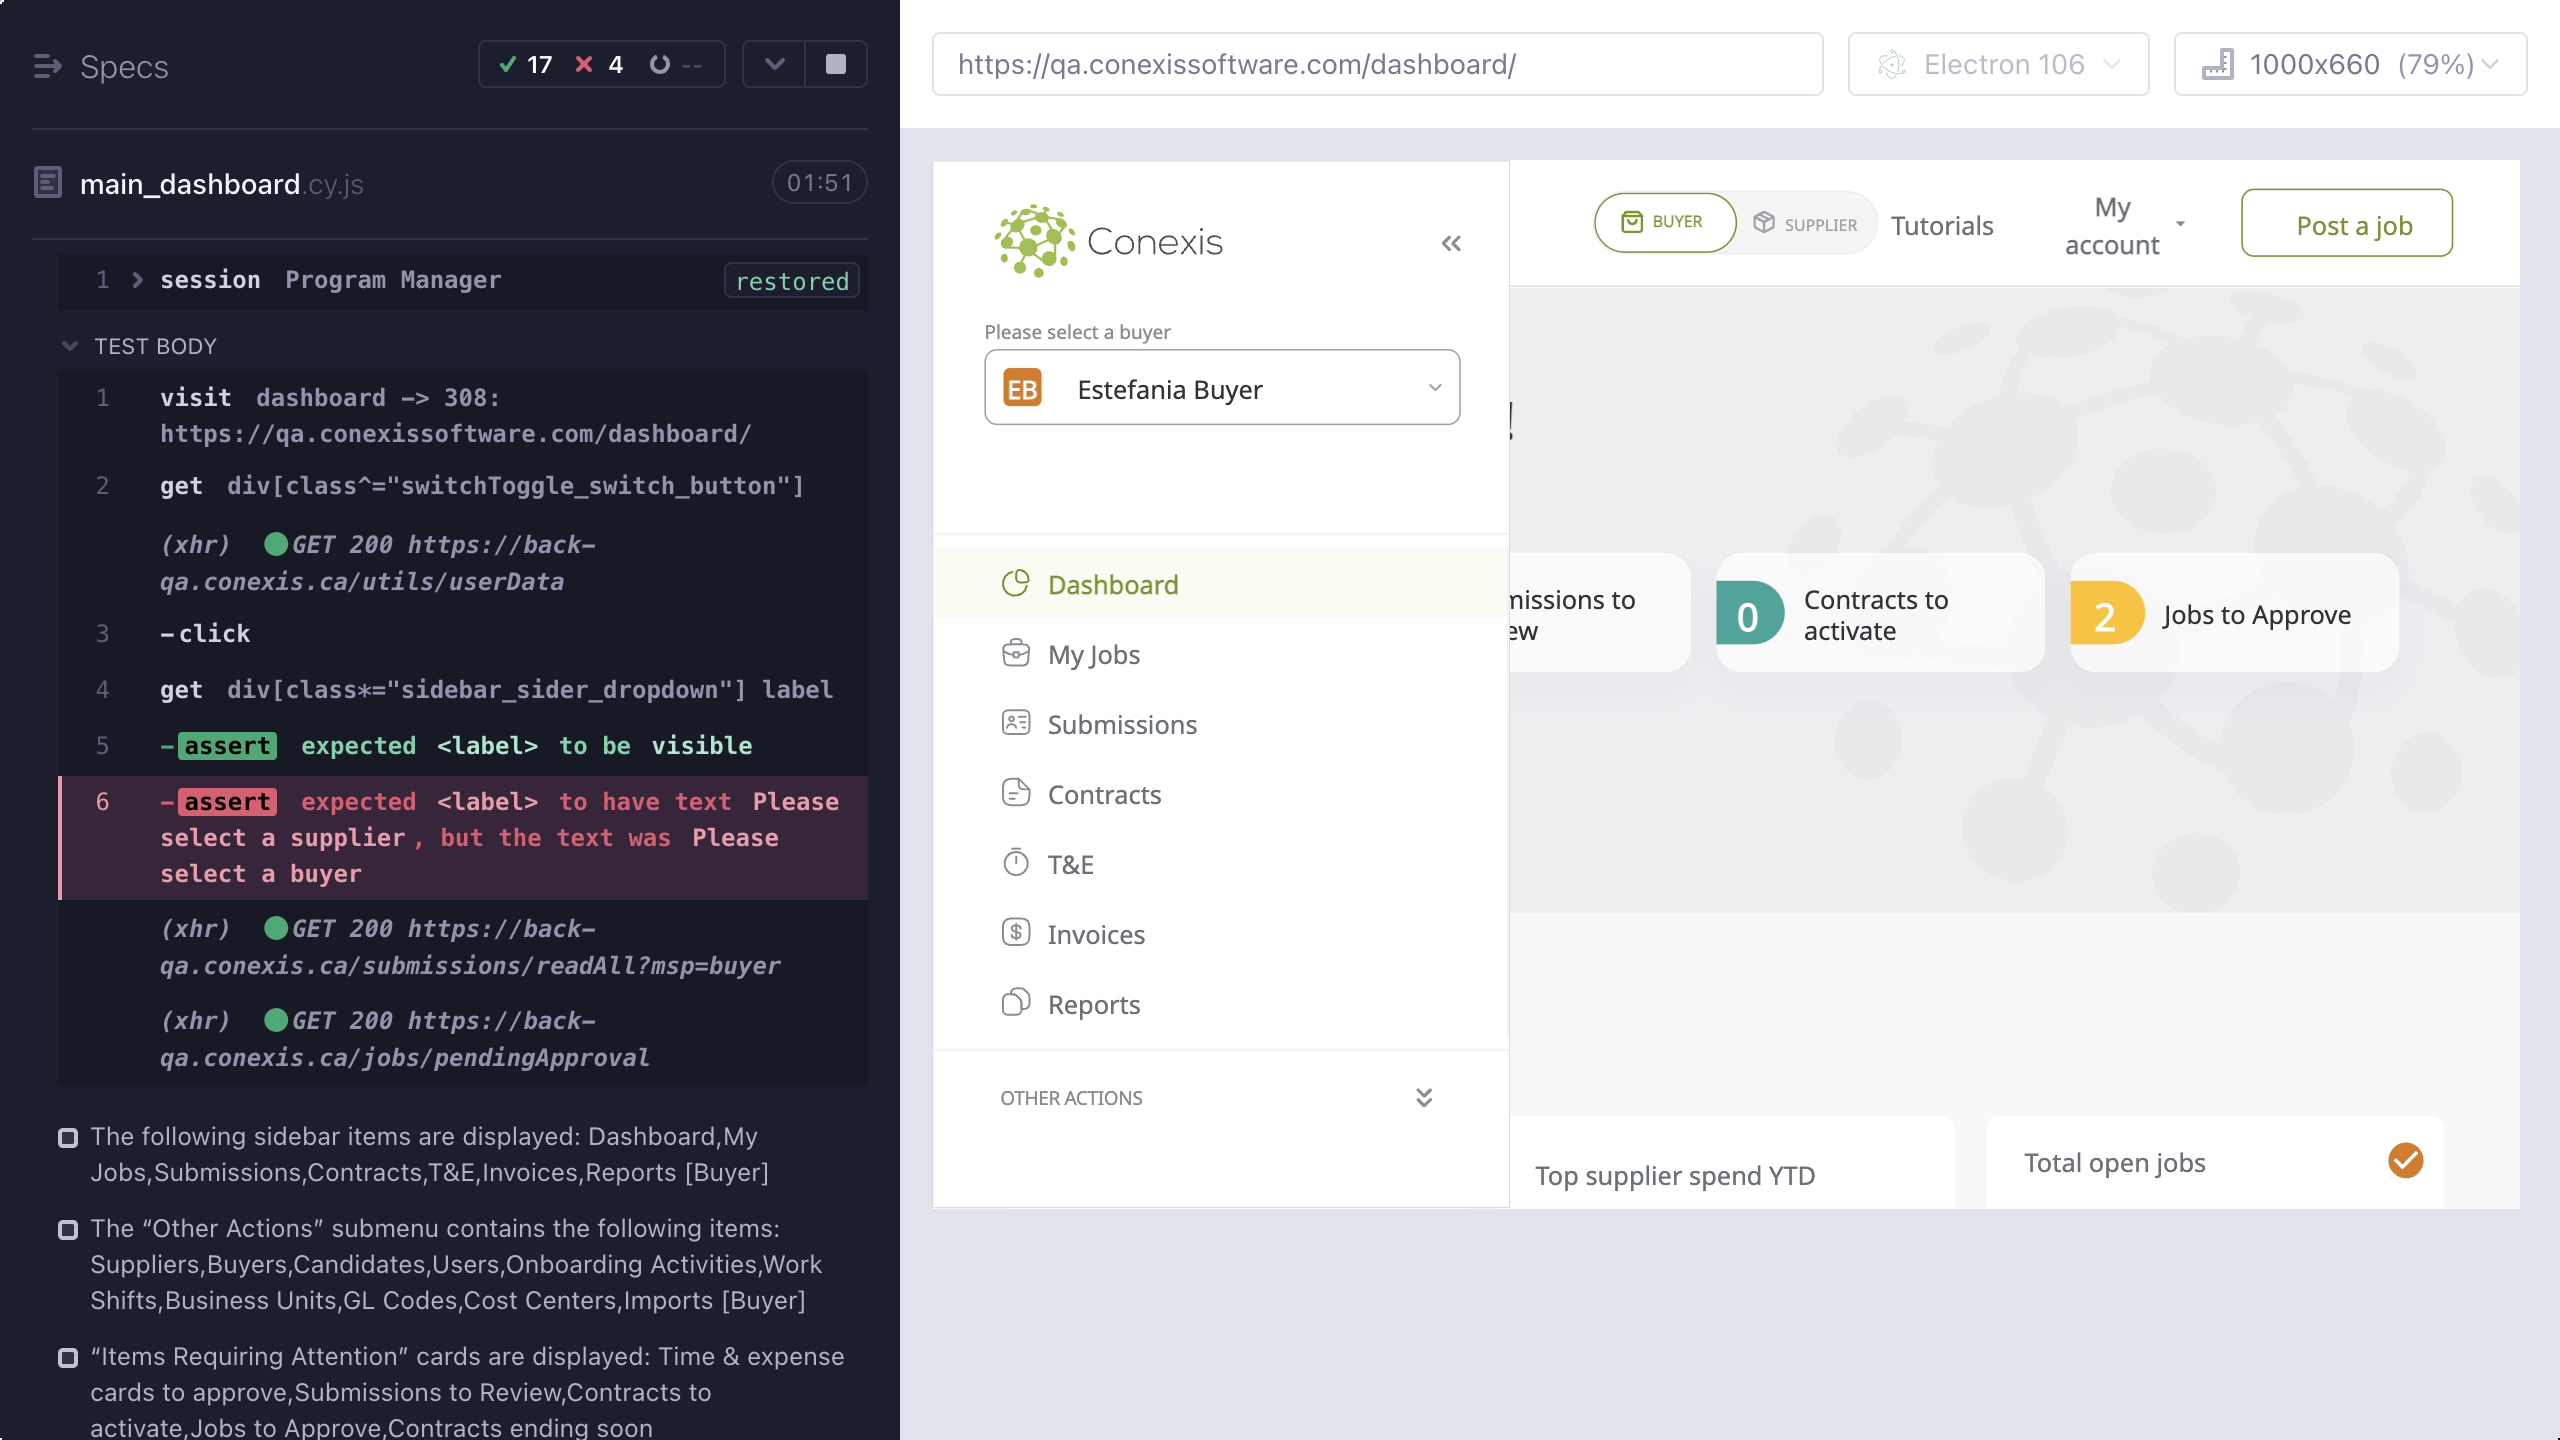 Specs
17 4 --
main_dashboard.cy.js
01:51
1 session Program Manager restored
TEST BODY
1 visit dashboard -> 308:
https://qa.conexissoftware.com/dashboard/
2 get div[class^="switchToggle_switch_button"]
(xhr) GET 200 https://back-
qa.conexis.ca/utils/userData
3 -click
4 get div[class*="sidebar_sider_dropdown"] label
5 -assert expected <label> to be visible
6 -assert expected <label> to have text Please
select a supplier, but the text was Please
select a buyer
(xhr) GET 200 https://back-
qa.conexis.ca/submissions/readAll?msp=buyer
(xhr) GET 200 https://back-
qa.conexis.ca/jobs/pendingApproval
The following sidebar items are displayed: Dashboard,My
Jobs,Submissions,Contracts,T&E,Invoices,Reports [Buyer]
The “Other Actions” submenu contains the following items:
Suppliers,Buyers,Candidates,Users,Onboarding Activities,Work
Shifts,Business Units,GL Codes,Cost Centers,Imports [Buyer]
“Items Requiring Attention” cards are displayed: Time & expense
cards to approve,Submissions to Review,Contracts to
activate,Jobs to Approve,Contracts ending soon
https://qa.conexissoftware.com/dashboard/
Electron 106
1000x660 (79%)
Conexis
Please select a buyer
EB Estefania Buyer
Dashboard
My Jobs
Submissions
Contracts
T&E
Invoices
Reports
OTHER ACTIONS
BUYER
SUPPLIER
Tutorials
My
account
Post a job
!
missions to
ew
0
Contracts to
activate
2
Jobs to Approve
Top supplier spend YTD
Total open jobs